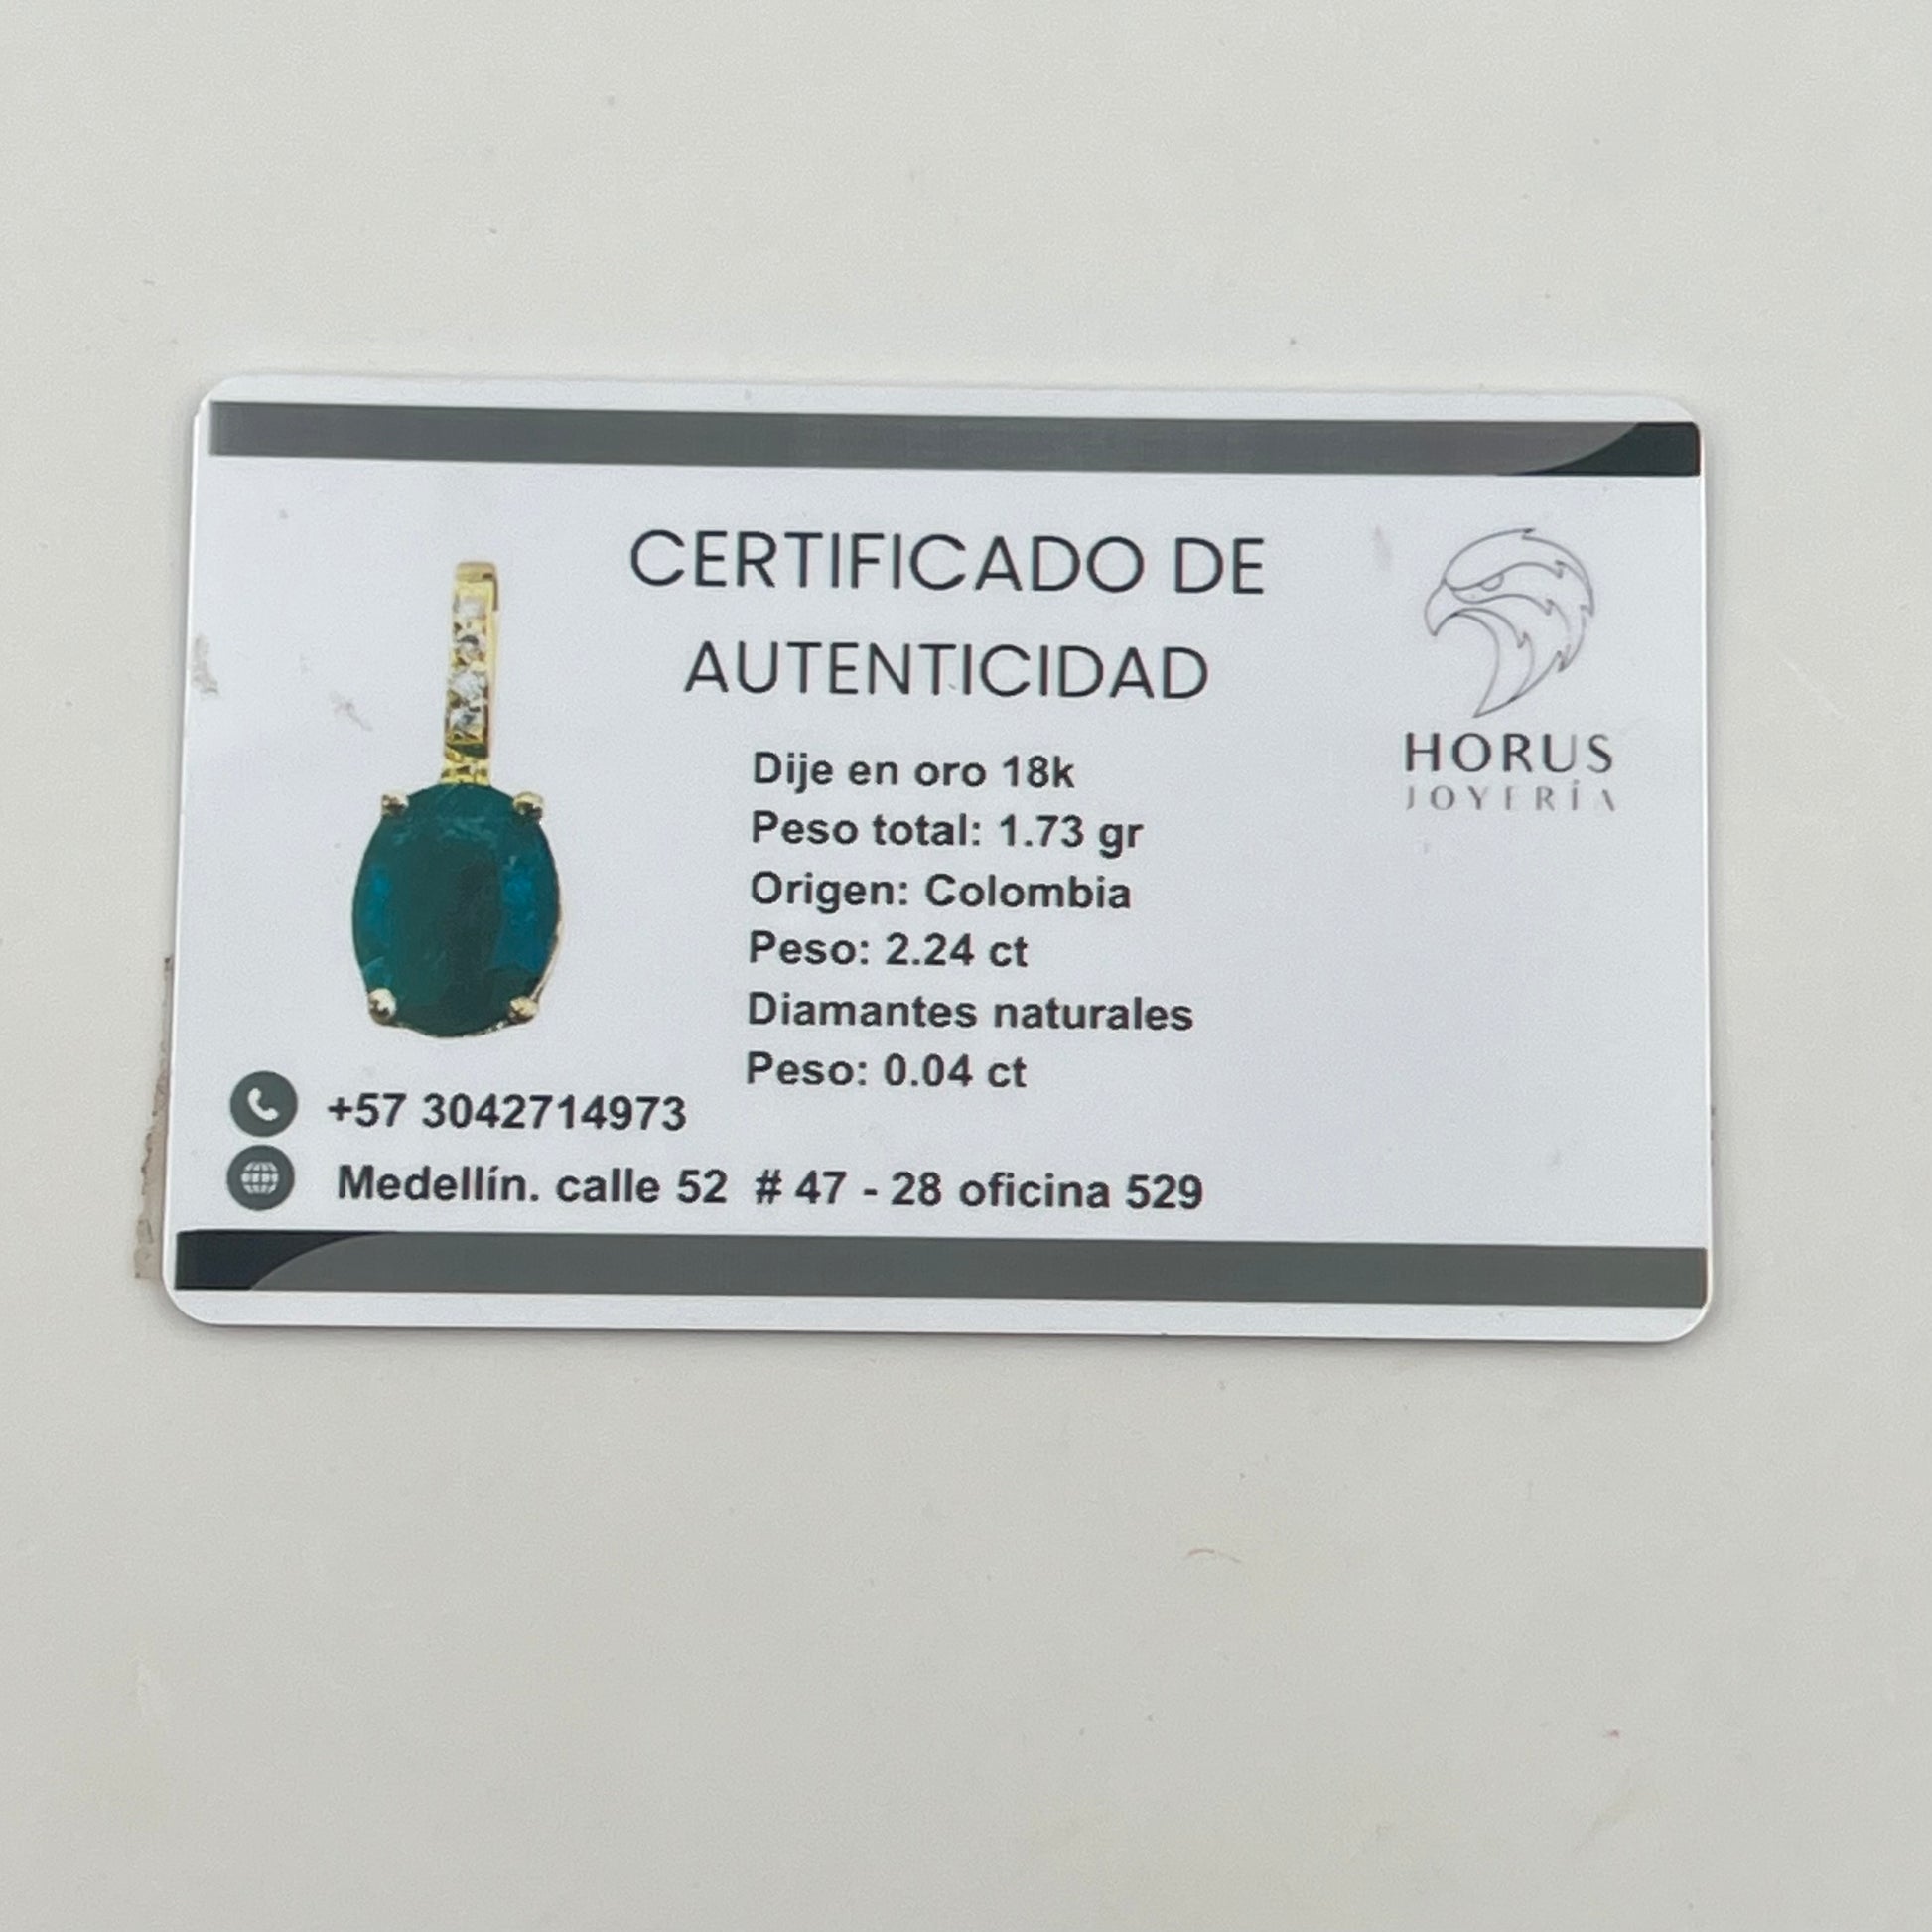 CERTIFICADO DE
AUTENTICIDAD
HORUS
JOYERÍA
Dije en oro 18k
Peso total: 1.73 gr
Origen: Colombia
Peso: 2.24 ct
Diamantes naturales
Peso: 0.04 ct
+57 3042714973
Medellín. calle 52 # 47 - 28 oficina 529